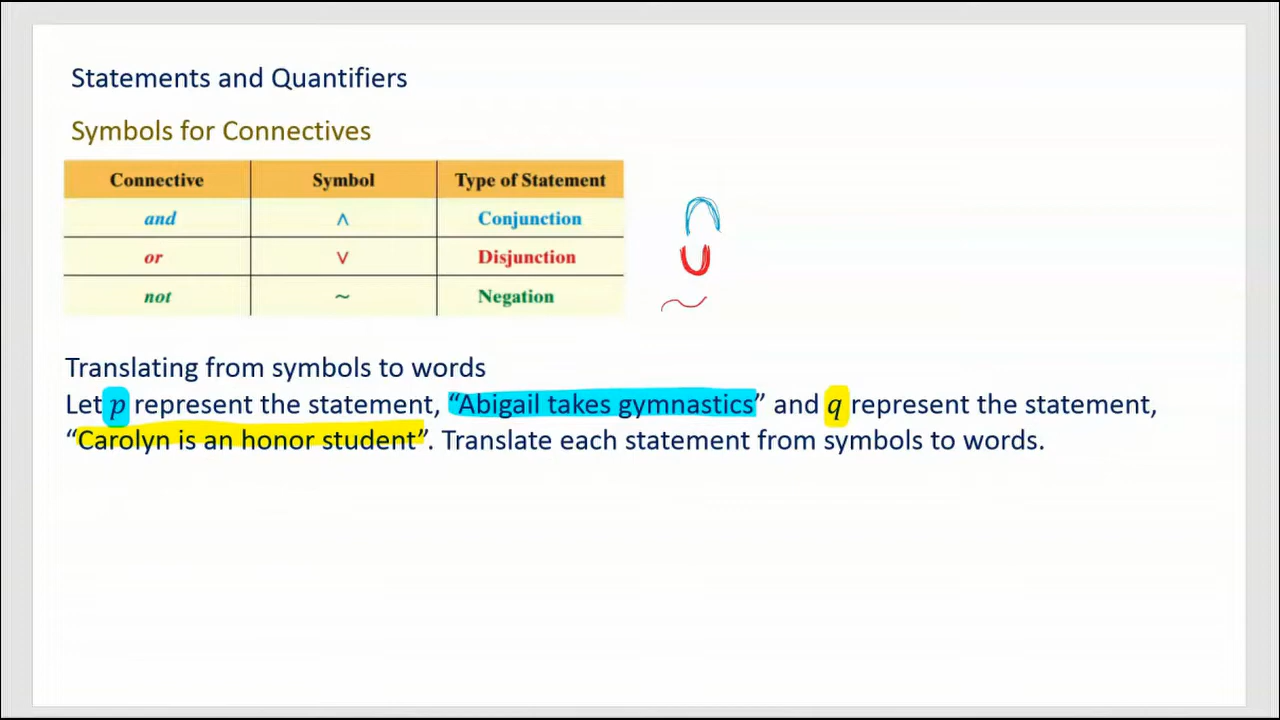 Statements and Quantifiers
Symbols for Connectives
Connective Symbol Type of Statement
and ∧ Conjunction
or ∨ Disjunction
not ~ Negation
∩
∪
~
Translating from symbols to words
Let p represent the statement, “Abigail takes gymnastics” and q represent the statement,
“Carolyn is an honor student”. Translate each statement from symbols to words.